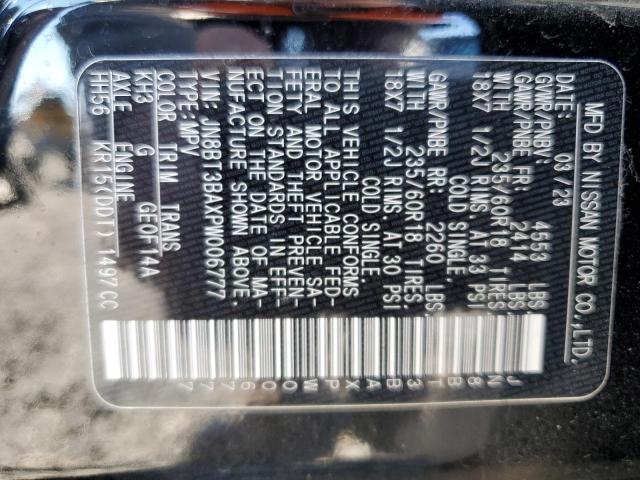 MFD BY NISSAN MOTOR CO.,LTD.
DATE: 03/23
GVWR/PNBV: 4553 LBS.
GAWR/PNBE FR: 2414 LBS.
WITH 235/60R18 TIRES,
18X7 1/2J RIMS, AT 33 PSI
COLD SINGLE.
GAWR/PNBE RR: 2260 LBS.
WITH 235/60R18 TIRES
18X7 1/2J RIMS, AT 30 PSI
COLD SINGLE.
THIS VEHICLE CONFORMS
TO ALL APPLICABLE FED-
ERAL MOTOR VEHICLE SA-
FETY AND THEFT PREVEN-
TION STANDARDS IN EFF-
ECT ON THE DATE OF MA-
NUFACTURE SHOWN ABOVE.
VIN: JN8BT3BAXPW006777
TYPE: MPV
COLOR TRIM TRANS
KH3 G GE0F14A
AXLE ENGINE
HH56 KR15(DDT) 1497CC
JN8BT3BAXPW006777